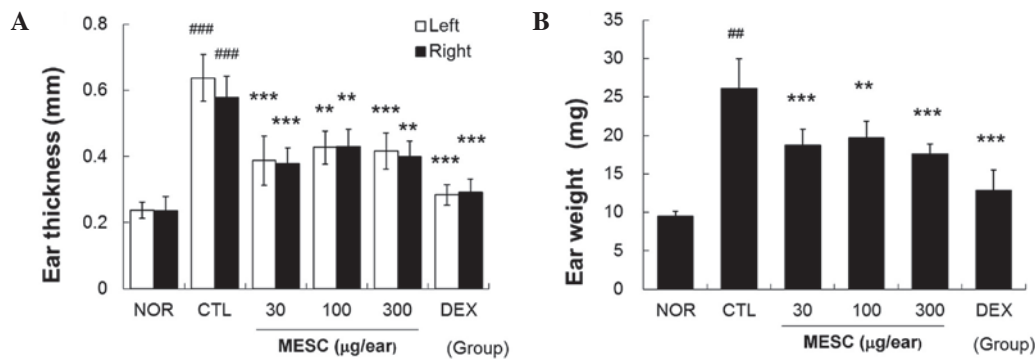 A
Ear thickness (mm)
0.8
0.6
0.4
0.2
0
Left
Right
###
###
***
***
**
**
***
**
***
***
NOR CTL 30 100 300 DEX
MESC (μg/ear) (Group)
B
Ear weight (mg)
35
30
25
20
15
10
5
0
##
***
**
***
***
NOR CTL 30 100 300 DEX
MESC (μg/ear) (Group)